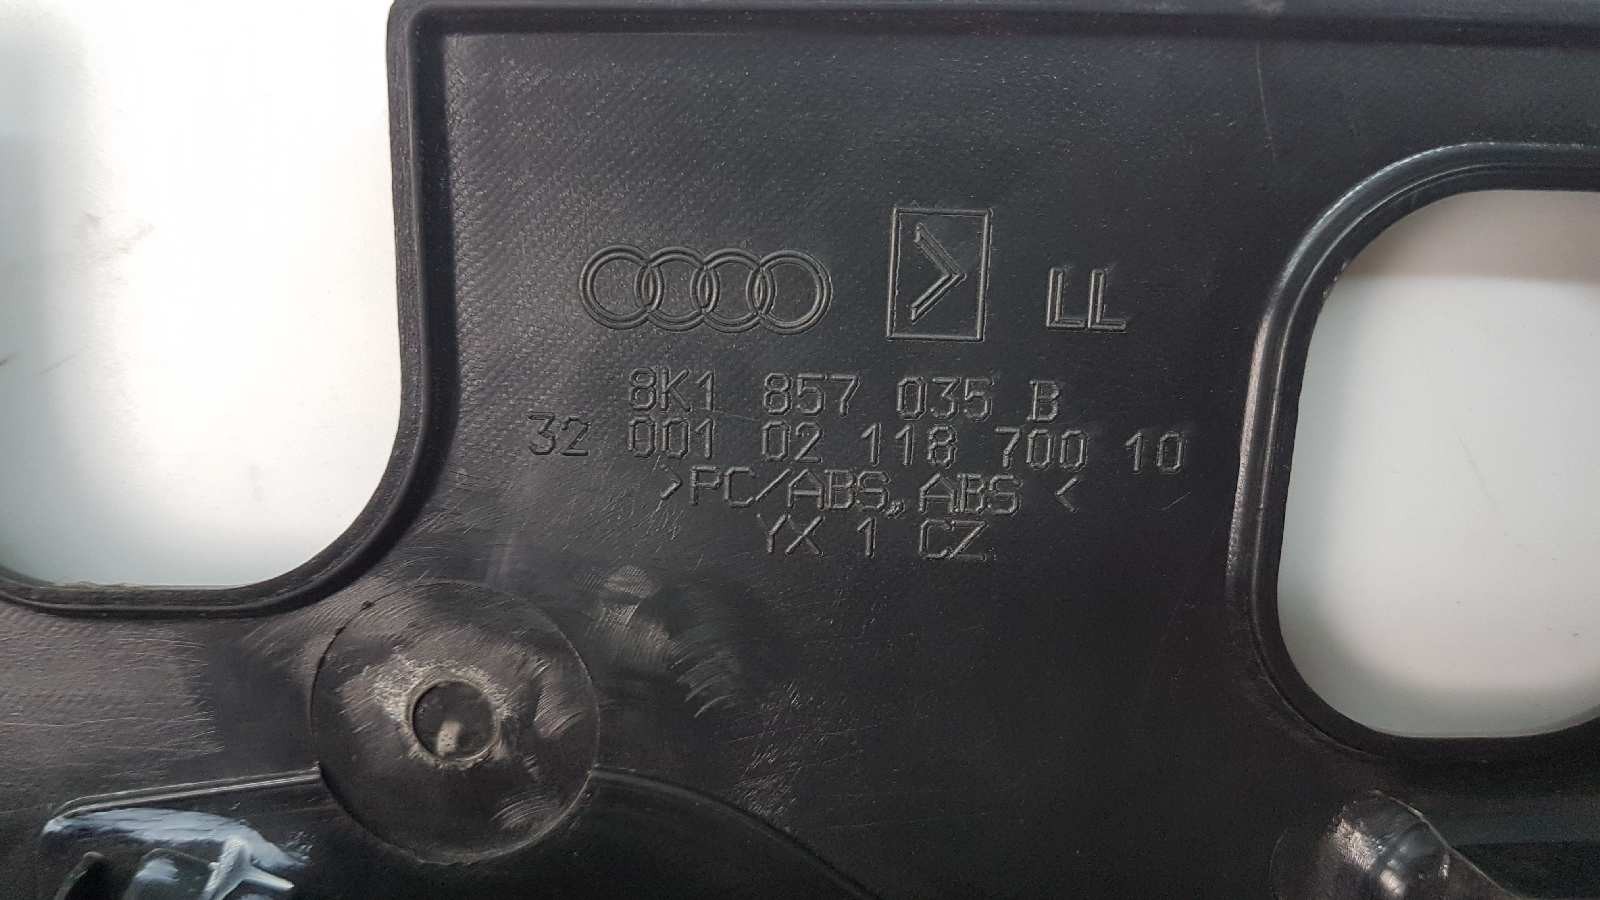 LL
8K1 857 035 B
32 001 02 118 700 10
>PC/ABS,,ABS<
YX 1 CZ